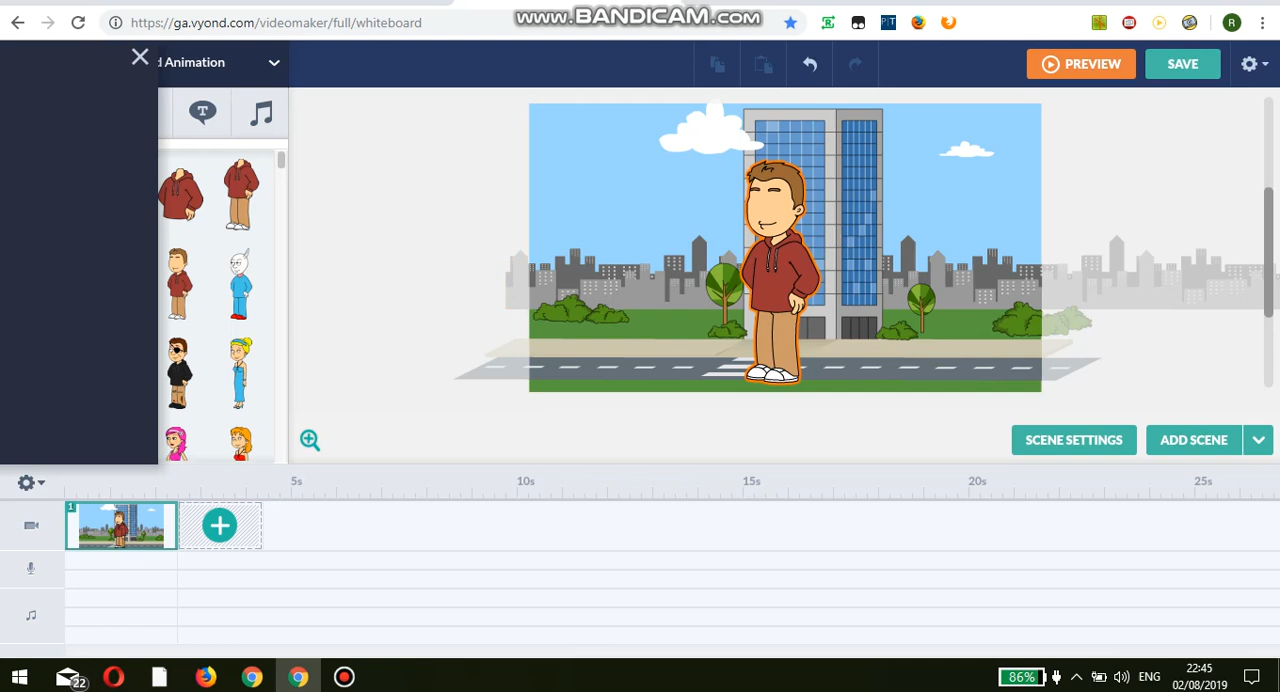 https://ga.vyond.com/videomaker/full/whiteboard
www.BANDICAM.com
R
PT
R
d Animation
PREVIEW
SAVE
T
SCENE SETTINGS
ADD SCENE
5s
10s
15s
20s
25s
1
22
86%
ENG
22:45
02/08/2019